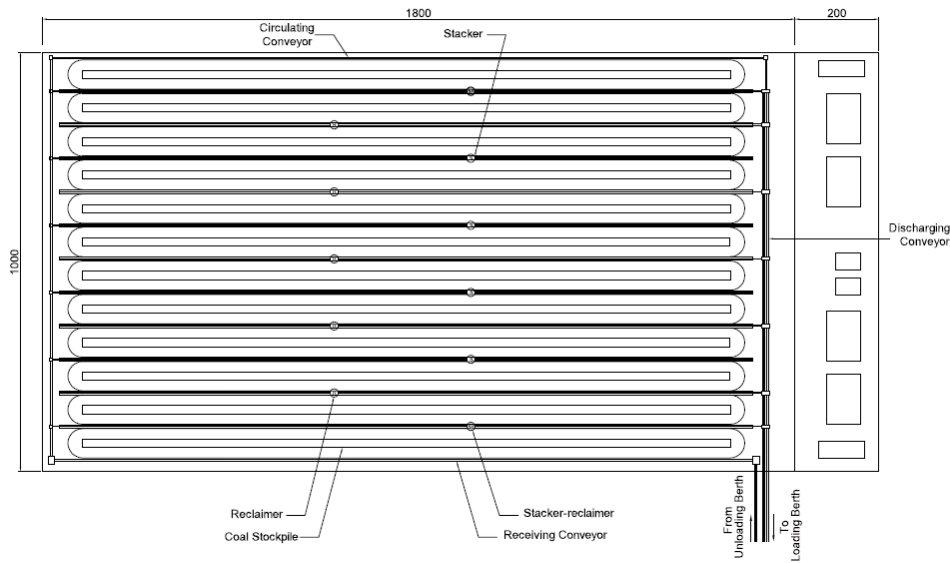 1800
200
Circulating
Conveyor
Stacker
1000
Discharging
Conveyor
Reclaimer
Coal Stockpile
Stacker-reclaimer
Receiving Conveyor
From
Unloading Berth
To
Loading Berth